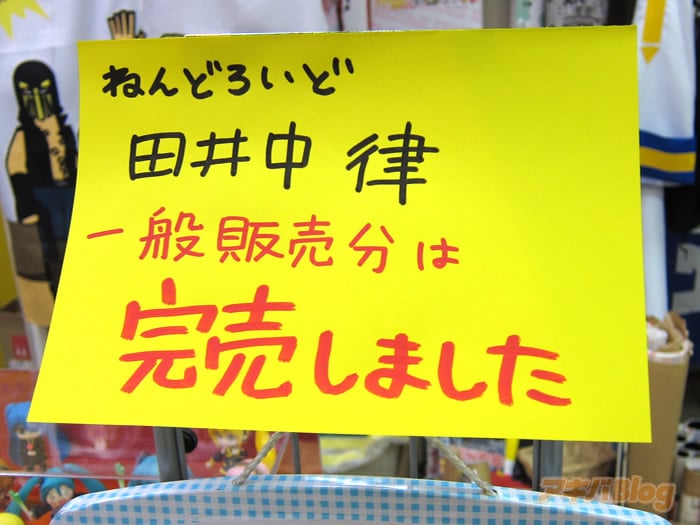 ねんどろいど
田井中 律
一般販売分は
完売しました
アキバBlog